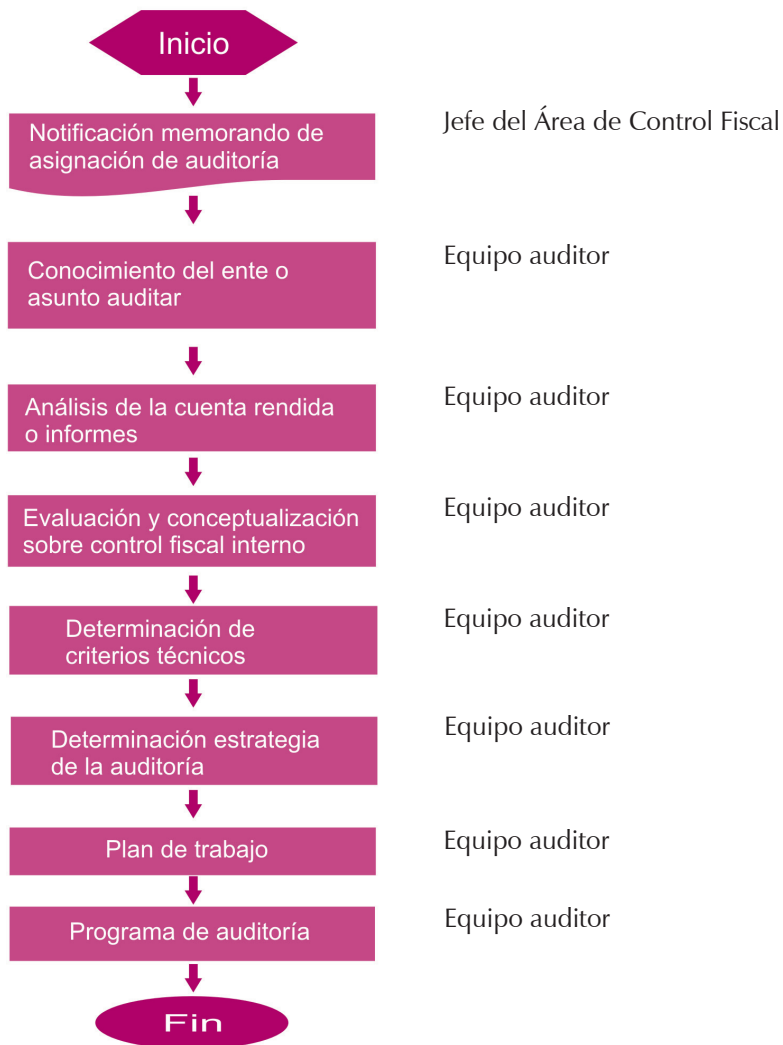 Inicio
Notificación memorando de
asignación de auditoría
Jefe del Área de Control Fiscal
Conocimiento del ente o
asunto auditar
Equipo auditor
Análisis de la cuenta rendida
o informes
Equipo auditor
Evaluación y conceptualización
sobre control fiscal interno
Equipo auditor
Determinación de
criterios técnicos
Equipo auditor
Determinación estrategia
de la auditoría
Equipo auditor
Plan de trabajo
Equipo auditor
Programa de auditoría
Equipo auditor
Fin